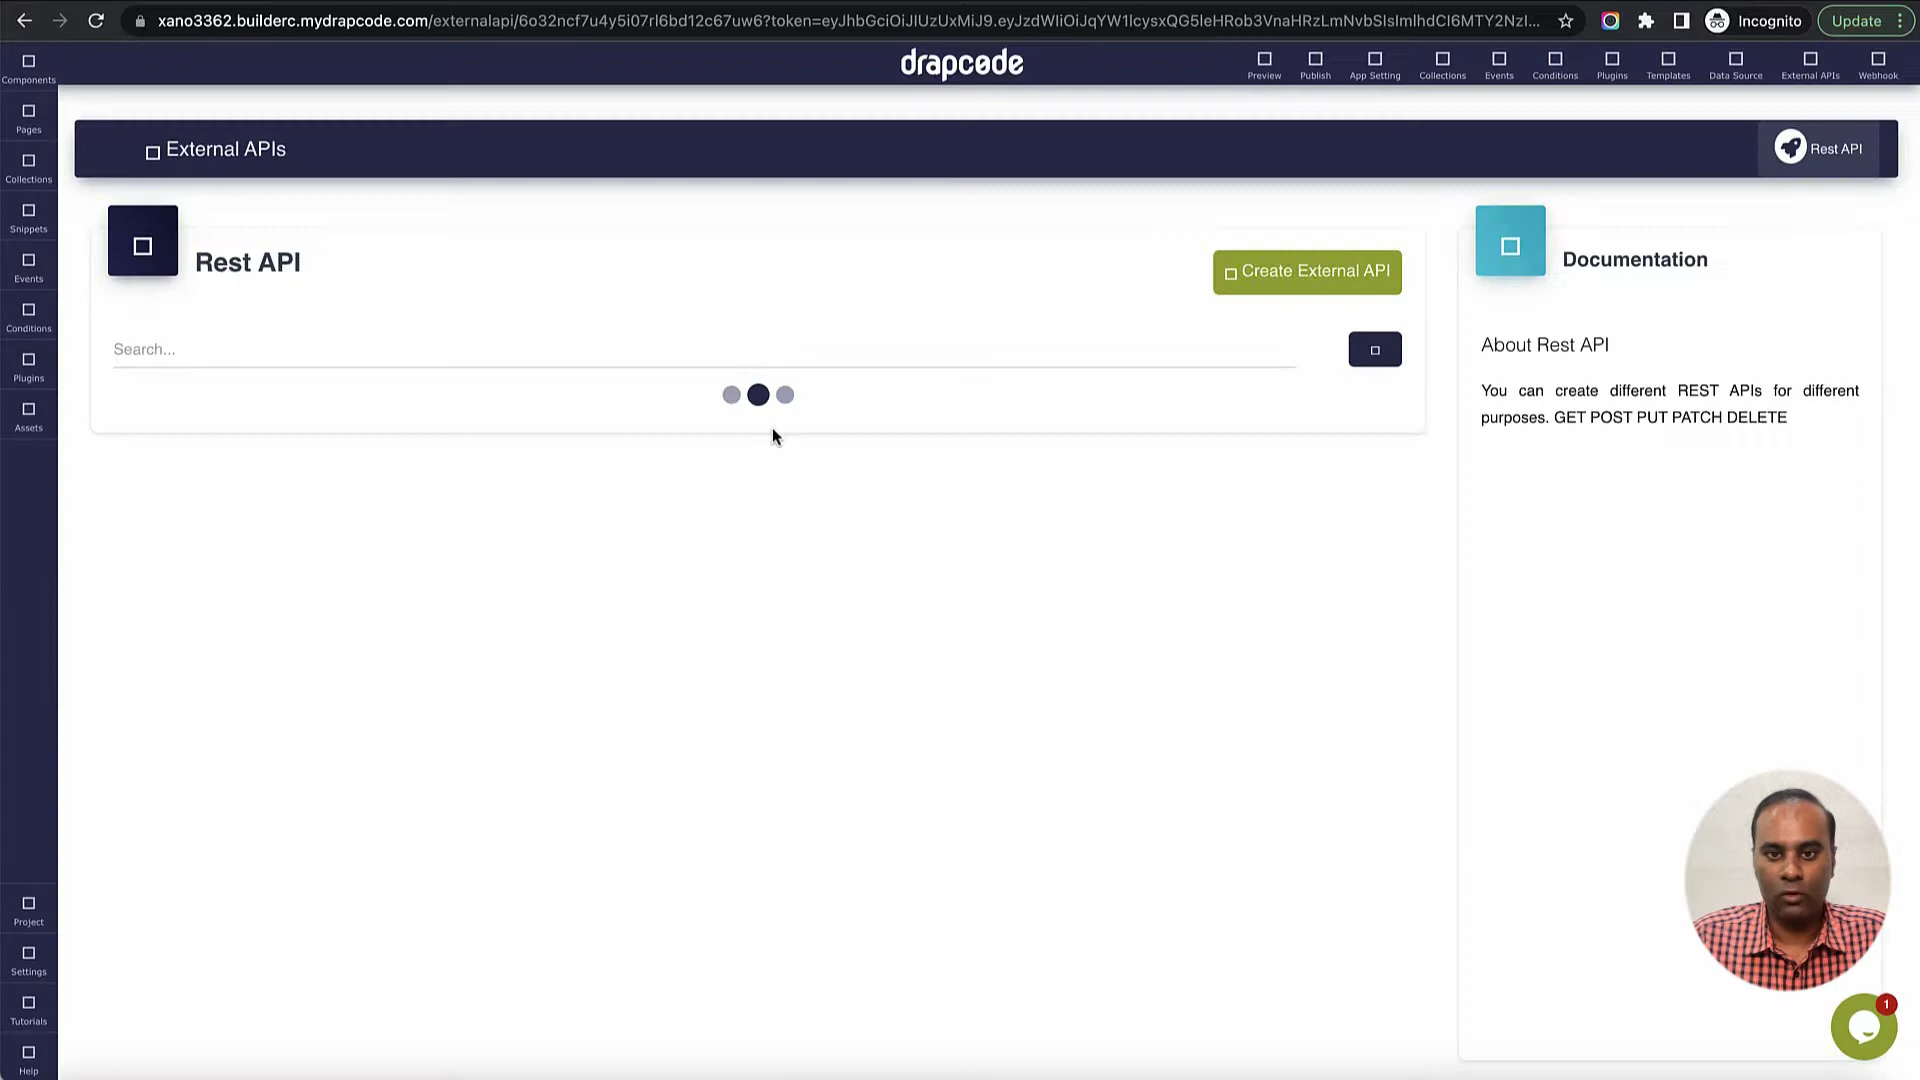 xano3362.builderc.mydrapcode.com/externalapi/6o32ncf7u4y5i07rl6bd12c67uw6?token=eyJhbGciOiJIUzUxMiJ9.eyJzdWIiOiJqYW1lcysxQG5leHRob3VnaHRzLmNvbSIsImlhdCI6MTY2NzI...
Incognito
Update
Components
drapcode
Preview
Publish
App Setting
Collections
Events
Conditions
Plugins
Templates
Data Source
External APIs
Webhook
Pages
Collections
Snippets
Events
Conditions
Plugins
Assets
Project
Settings
Tutorials
Help
External APIs
Rest API
Rest API
Create External API
Search...
Documentation
About Rest API
You can create different REST APIs for different
purposes. GET POST PUT PATCH DELETE
1